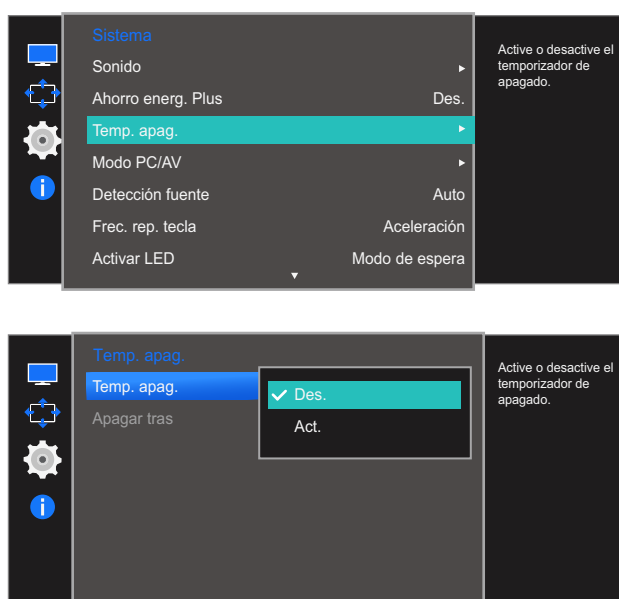 Sistema
Sonido
Ahorro energ. Plus Des.
Temp. apag.
Modo PC/AV
Detección fuente Auto
Frec. rep. tecla Aceleración
Activar LED Modo de espera
Active o desactive el
temporizador de
apagado.
Temp. apag.
Temp. apag. Des.
Apagar tras Act.
Active o desactive el
temporizador de
apagado.